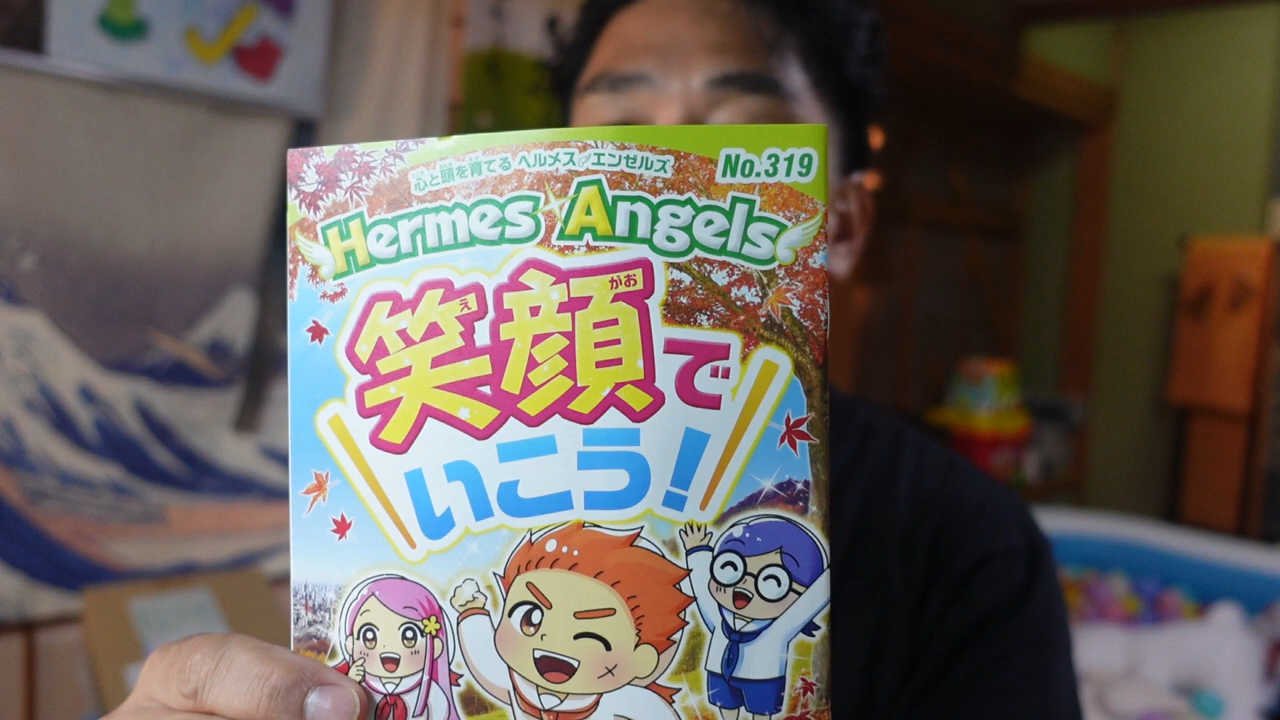 心と頭を育てる ヘルメス エンゼルズ
No.319
Hermes Angels
え がお
笑顔で
いこう!